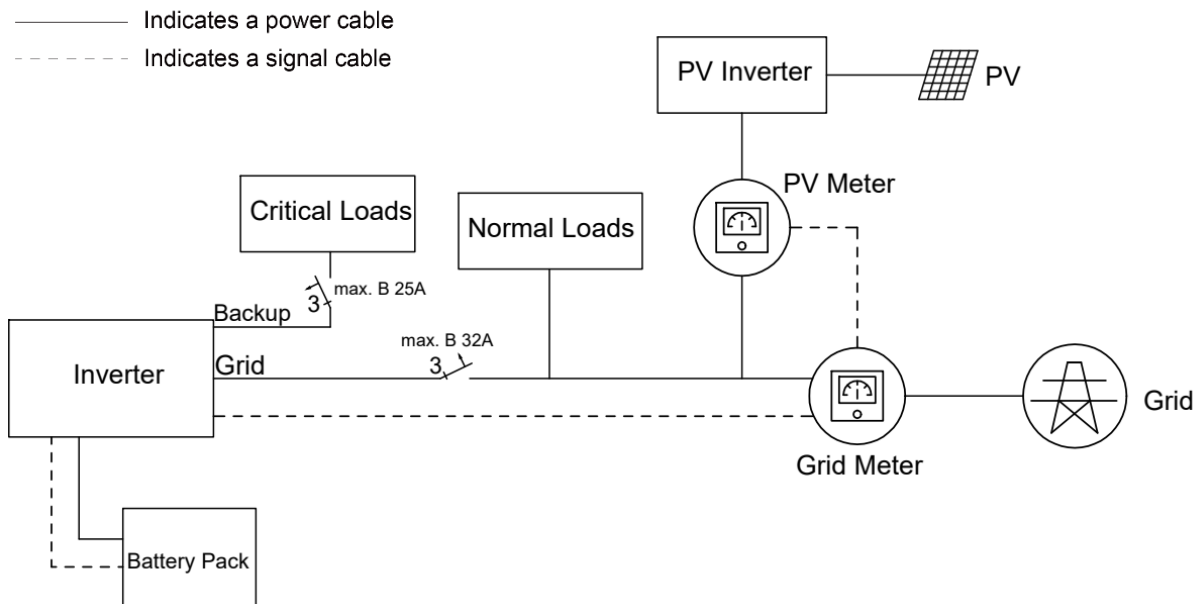 Indicates a power cable
Indicates a signal cable
PV Inverter
PV
PV Meter
Critical Loads
Normal Loads
3
max. B 25A
Backup
max. B 32A
3
Grid
Inverter
Grid
Grid Meter
Battery Pack